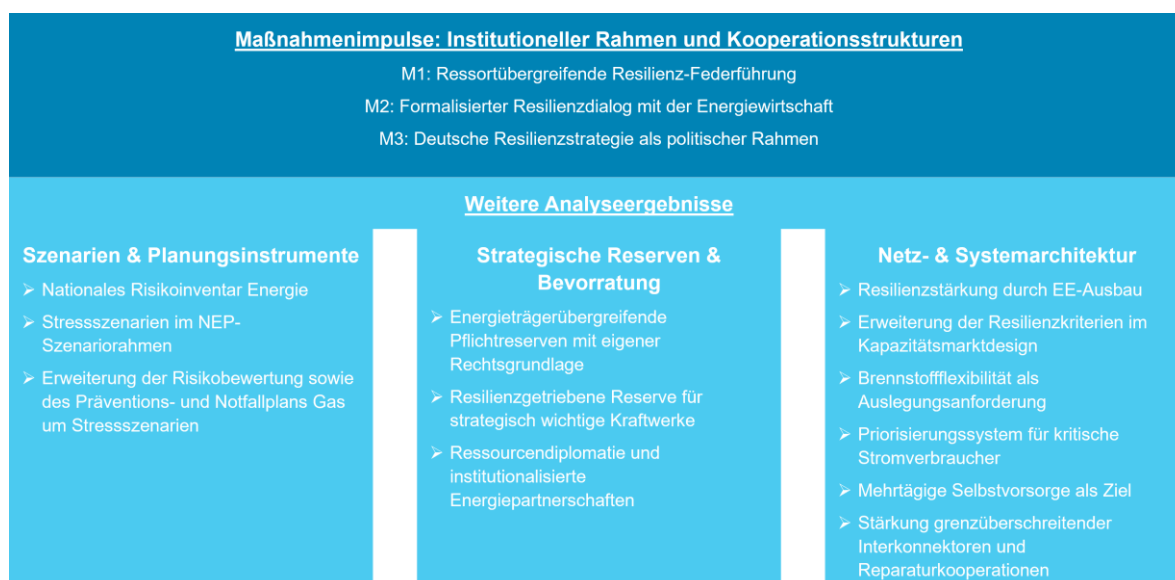 Maßnahmenimpulse: Institutioneller Rahmen und Kooperationsstrukturen
M1: Ressortübergreifende Resilienz-Federführung
M2: Formalisierter Resilienzdialog mit der Energiewirtschaft
M3: Deutsche Resilienzstrategie als politischer Rahmen
Weitere Analyseergebnisse
Szenarien & Planungsinstrumente
➢ Nationales Risikoinventar Energie
➢ Stressszenarien im NEP-
Szenariorahmen
➢ Erweiterung der Risikobewertung sowie
des Präventions- und Notfallplans Gas
um Stressszenarien
Strategische Reserven &
Bevorratung
➢ Energieträgerübergreifende
Pflichtreserven mit eigener
Rechtsgrundlage
➢ Resilienzgetriebene Reserve für
strategisch wichtige Kraftwerke
➢ Ressourcendiplomatie und
institutionalisierte
Energiepartnerschaften
Netz- & Systemarchitektur
➢ Resilienzstärkung durch EE-Ausbau
➢ Erweiterung der Resilienzkriterien im
Kapazitätsmarktdesign
➢ Brennstoffflexibilität als
Auslegungsanforderung
➢ Priorisierungssystem für kritische
Stromverbraucher
➢ Mehrtägige Selbstvorsorge als Ziel
➢ Stärkung grenzüberschreitender
Interkonnektoren und
Reparaturkooperationen